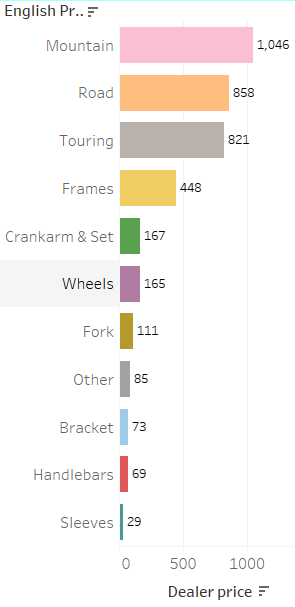 English Pr..
Mountain 1,046
Road 858
Touring 821
Frames 448
Crankarm & Set 167
Wheels 165
Fork 111
Other 85
Bracket 73
Handlebars 69
Sleeves 29
0 500 1000
Dealer price